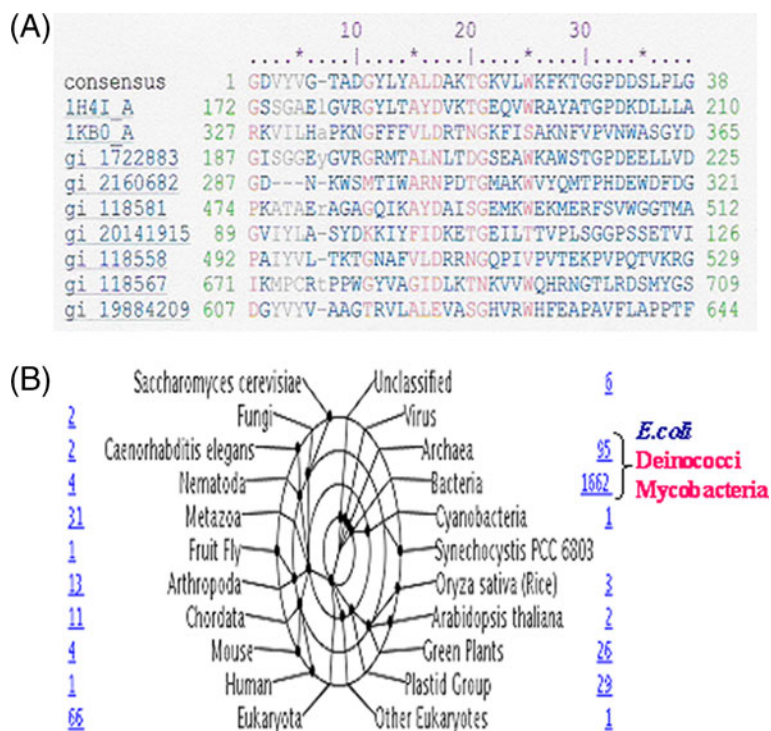 (A)
10 20 30
....*....|....*....|....*....|....*...
consensus 1 GDVYVG-TADGYLYALDAKTGKVLWKFKTGGPDDSLPLG 38
1H4I_A 172 GSSGAElGVRGYLTAYDVKTGEQVWRAYATGPDKDLLLA 210
1KB0_A 327 RKVILHaPKNGFFFVLDRTNGKFISAKNFVPVNWASGYD 365
gi 1722883 187 GISGGEyGVRGRMTALNLTDGSEAWKAWSTGPDEELLVD 225
gi 2160682 287 GD---N-KWSMTIWARNPDTGMAKWVYQMTPHDEWDFDG 321
gi 118581 474 PKATAErAGAGQIKAYDAISGEMKWEKMERFSVWGGTMA 512
gi 20141915 89 GVIYLA-SYDKKIYFIDKETGEILTTVPLSGGPSSETVI 126
gi 118558 492 PAIYVL-TKTGNAFVLDRRNGQPIVPVTEKPVPQTVKRG 529
gi 118567 671 IKMPCRtPPWGYVAGIDLKTNKVVWQHRNGTLRDSMYGS 709
gi 19884209 607 DGYVYV-AAGTRVLALEVASGHVRWHFEAPAVFLAPPTF 644
(B)
Saccharomyces cerevisiae Unclassified 6
2 Fungi Virus
E.coli
2 Caenorhabditis elegans Archaea 95
Deinococci
4 Nematoda Bacteria 1662
Mycobacteria
31 Metazoa Cyanobacteria 1
1 Fruit Fly Synechocystis PCC 6803
13 Arthropoda Oryza sativa (Rice) 3
11 Chordata Arabidopsis thaliana 2
4 Mouse Green Plants 26
1 Human Plastid Group 29
66 Eukaryota Other Eukaryotes 1